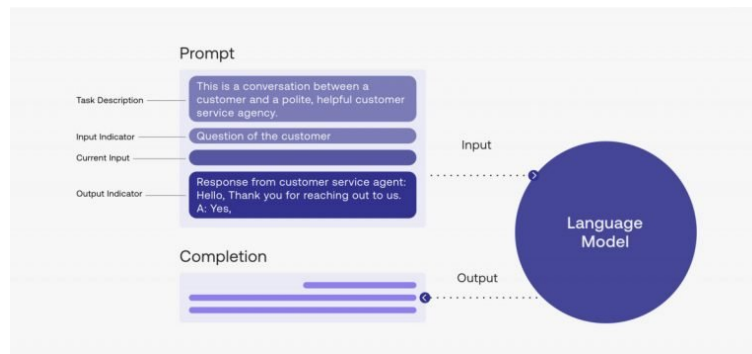 Prompt
Task Description
This is a conversation between a
customer and a polite, helpful customer
service agency.
Input Indicator
Question of the customer
Current Input
Output Indicator
Response from customer service agent:
Hello, Thank you for reaching out to us.
A: Yes,
Input
Language
Model
Completion
Output